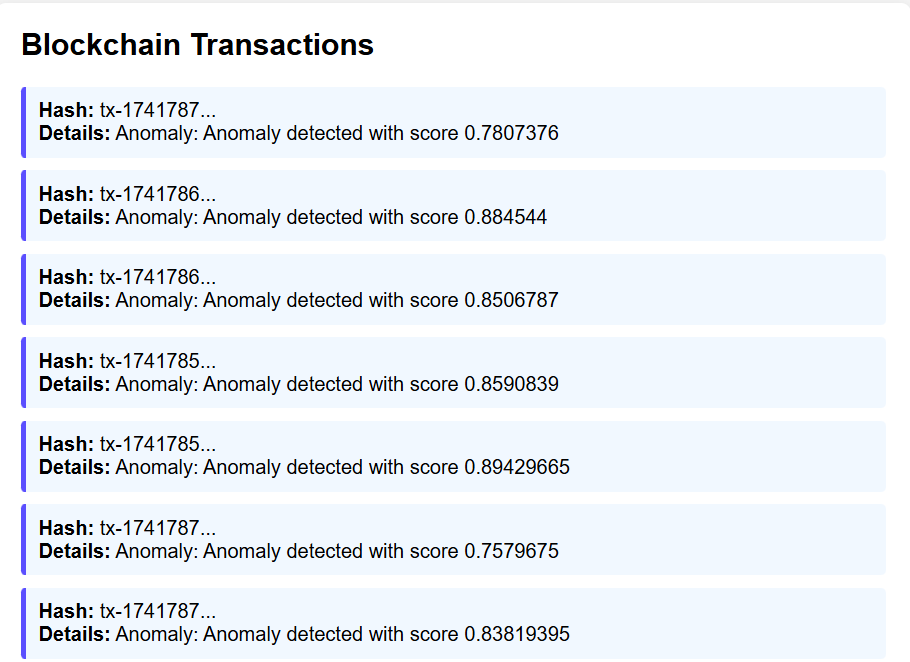 Blockchain Transactions
Hash: tx-1741787...
Details: Anomaly: Anomaly detected with score 0.7807376
Hash: tx-1741786...
Details: Anomaly: Anomaly detected with score 0.884544
Hash: tx-1741786...
Details: Anomaly: Anomaly detected with score 0.8506787
Hash: tx-1741785...
Details: Anomaly: Anomaly detected with score 0.8590839
Hash: tx-1741785...
Details: Anomaly: Anomaly detected with score 0.89429665
Hash: tx-1741787...
Details: Anomaly: Anomaly detected with score 0.7579675
Hash: tx-1741787...
Details: Anomaly: Anomaly detected with score 0.83819395